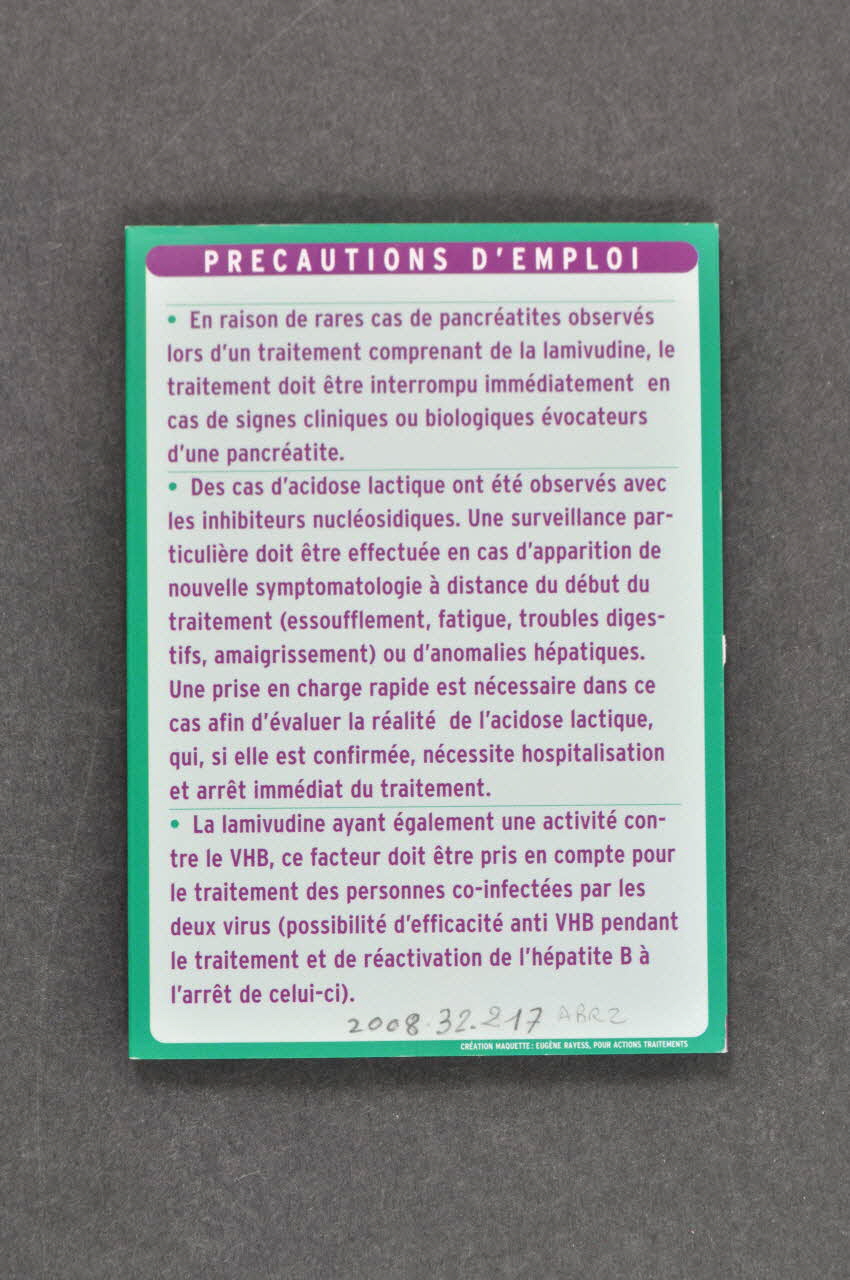 PRECAUTIONS D'EMPLOI
• En raison de rares cas de pancréatites observés
lors d'un traitement comprenant de la lamivudine, le
traitement doit être interrompu immédiatement en
cas de signes cliniques ou biologiques évocateurs
d'une pancréatite.
• Des cas d'acidose lactique ont été observés avec
les inhibiteurs nucléosidiques. Une surveillance par-
ticulière doit être effectuée en cas d'apparition de
nouvelle symptomatologie à distance du début du
traitement (essoufflement, fatigue, troubles diges-
tifs, amaigrissement) ou d'anomalies hépatiques.
Une prise en charge rapide est nécessaire dans ce
cas afin d'évaluer la réalité de l'acidose lactique,
qui, si elle est confirmée, nécessite hospitalisation
et arrêt immédiat du traitement.
• La lamivudine ayant également une activité con-
tre le VHB, ce facteur doit être pris en compte pour
le traitement des personnes co-infectées par les
deux virus (possibilité d'efficacité anti VHB pendant
le traitement et de réactivation de l'hépatite B à
l'arrêt de celui-ci).
2008.32.217 ABR2
CRÉATION MAQUETTE : EUGÈNE RAYESS, POUR ACTIONS TRAITEMENTS